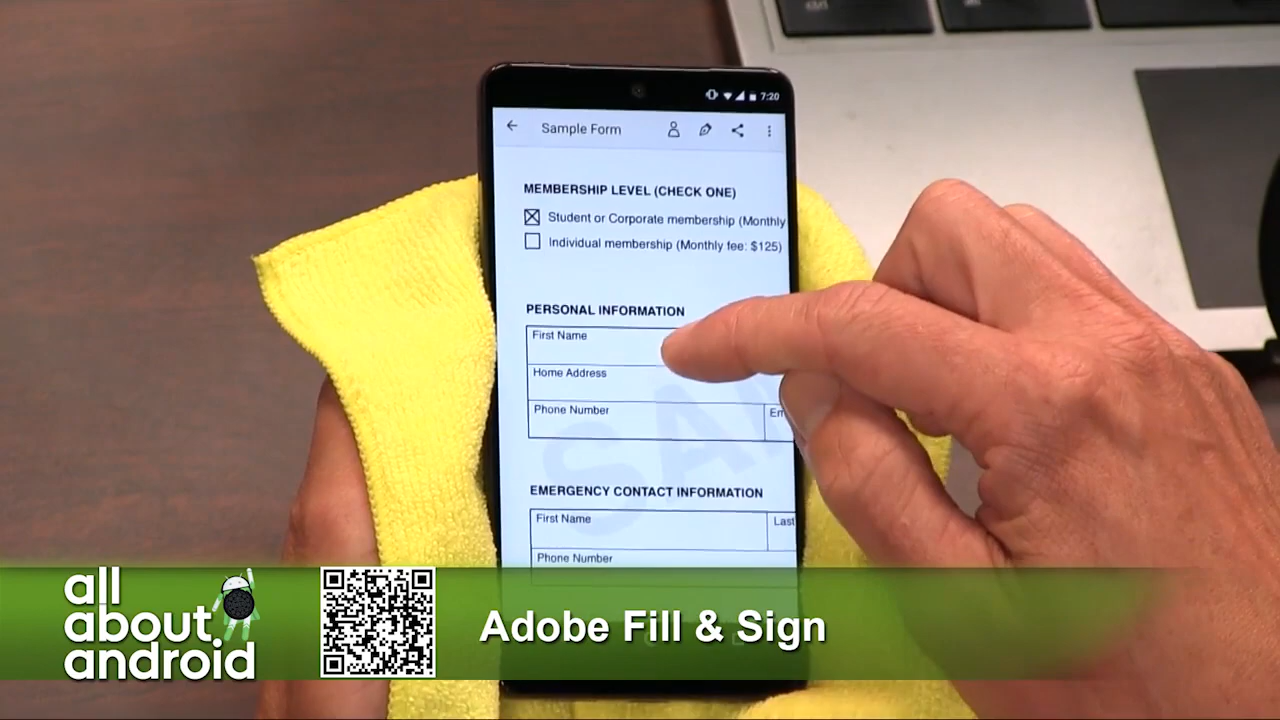 7:20
Sample Form
MEMBERSHIP LEVEL (CHECK ONE)
Student or Corporate membership (Monthly
Individual membership (Monthly fee: $125)
PERSONAL INFORMATION
First Name
Home Address
Phone Number
Em
SA
EMERGENCY CONTACT INFORMATION
First Name
Last
Phone Number
all
about
android
Adobe Fill & Sign